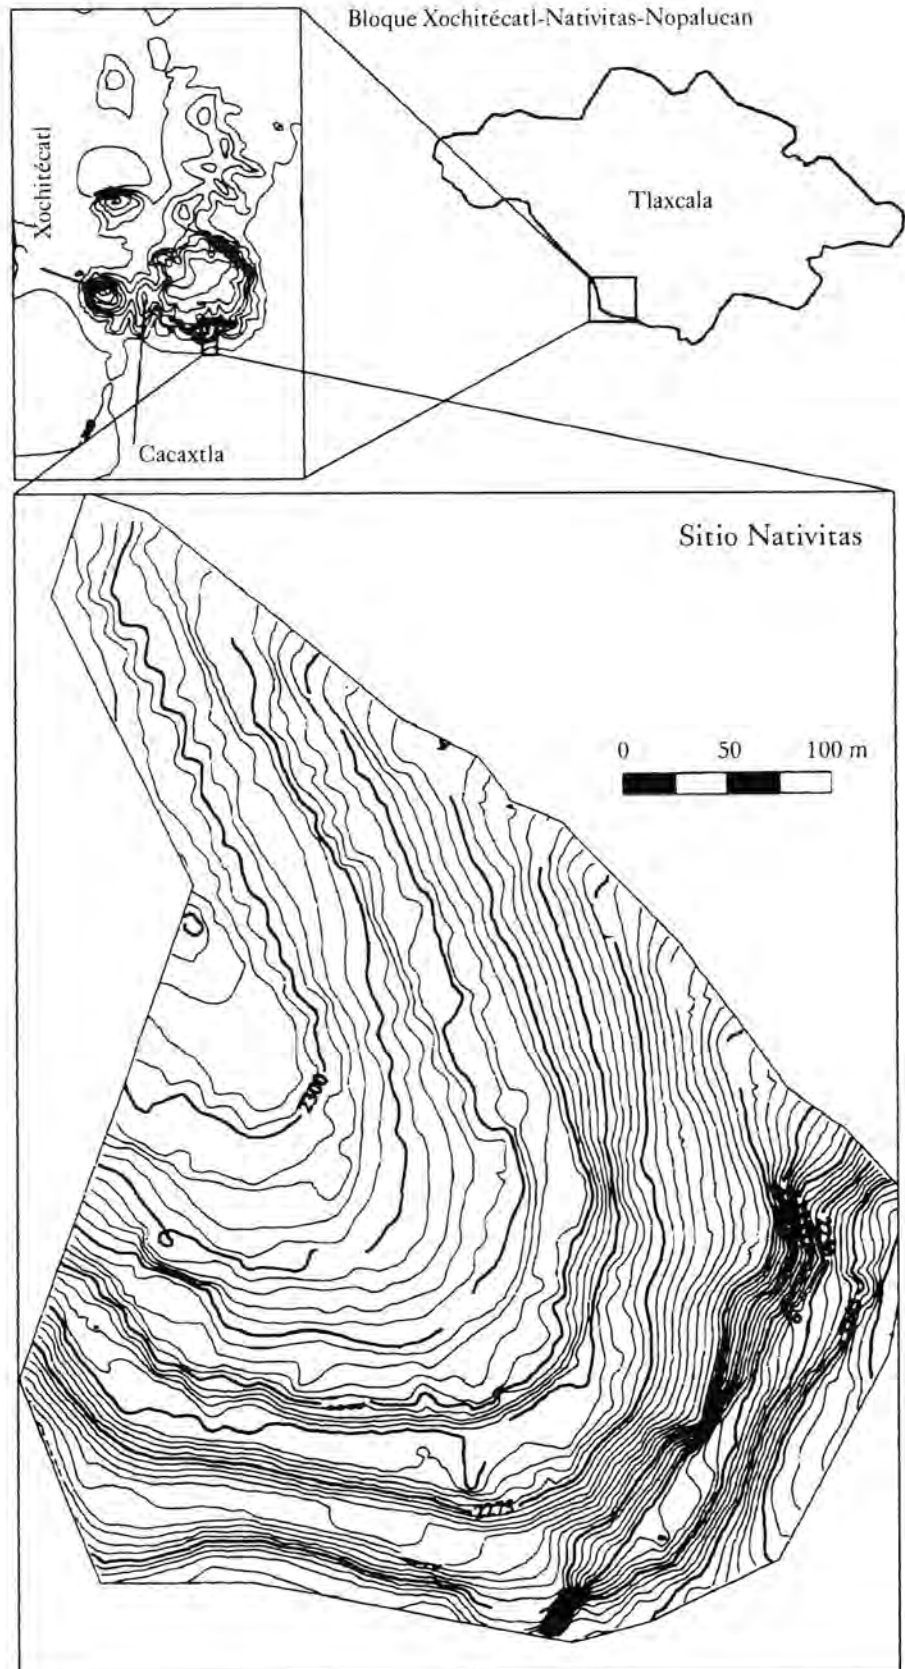 Bloque Xochitécatl-Nativitas-Nopalucan
Xochitécatl
Tlaxcala
Cacaxtla
Sitio Nativitas
0 50 100 m
2300
2275